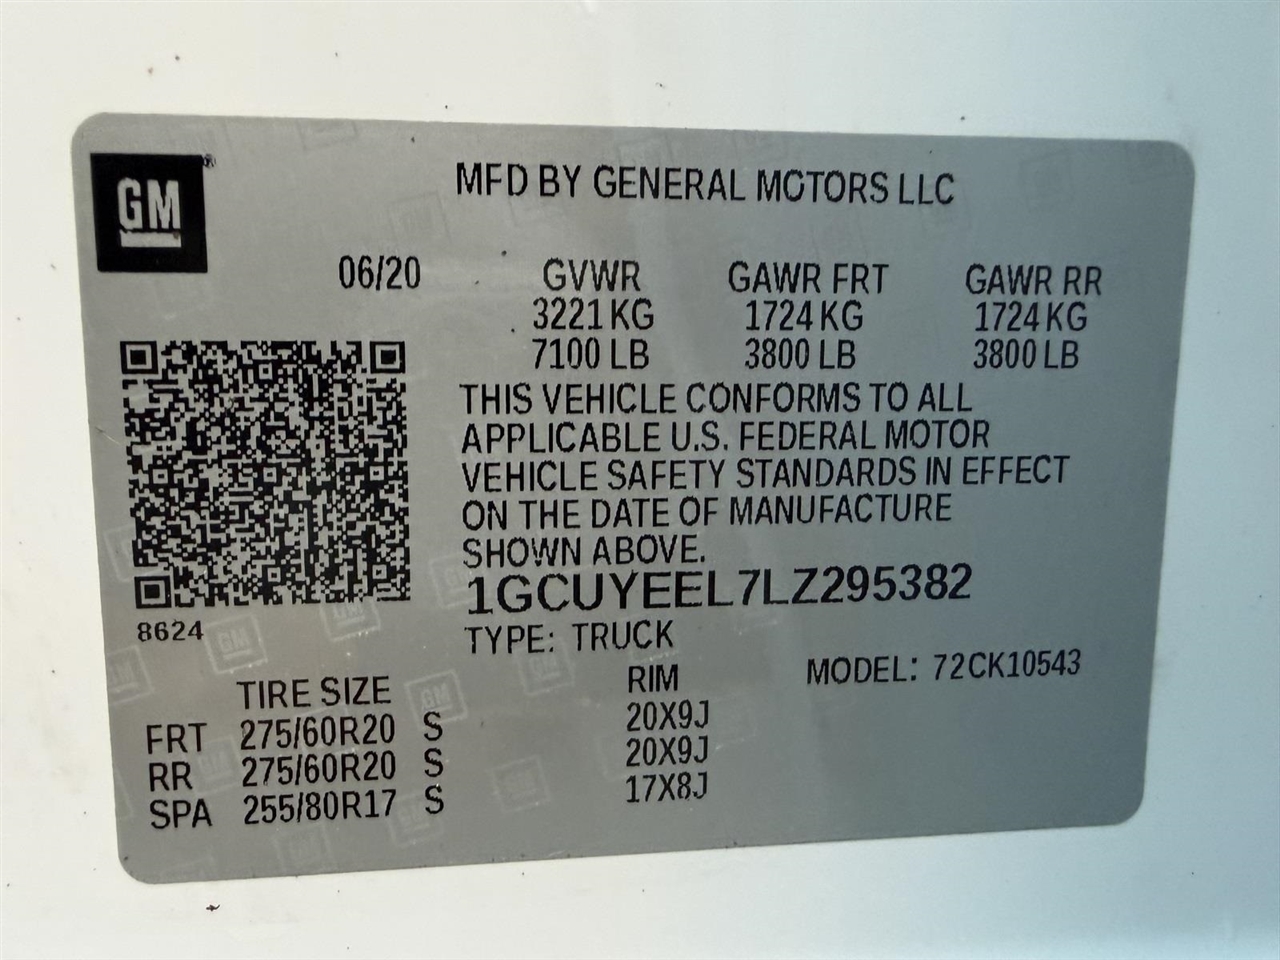 GM®
MFD BY GENERAL MOTORS LLC
06/20 GVWR GAWR FRT GAWR RR
3221 KG 1724 KG 1724 KG
7100 LB 3800 LB 3800 LB
THIS VEHICLE CONFORMS TO ALL
APPLICABLE U.S. FEDERAL MOTOR
VEHICLE SAFETY STANDARDS IN EFFECT
ON THE DATE OF MANUFACTURE
SHOWN ABOVE.
1GCUYEEL7LZ295382
8624
TYPE: TRUCK
MODEL: 72CK10543
TIRE SIZE RIM
FRT 275/60R20 S 20X9J
RR 275/60R20 S 20X9J
SPA 255/80R17 S 17X8J